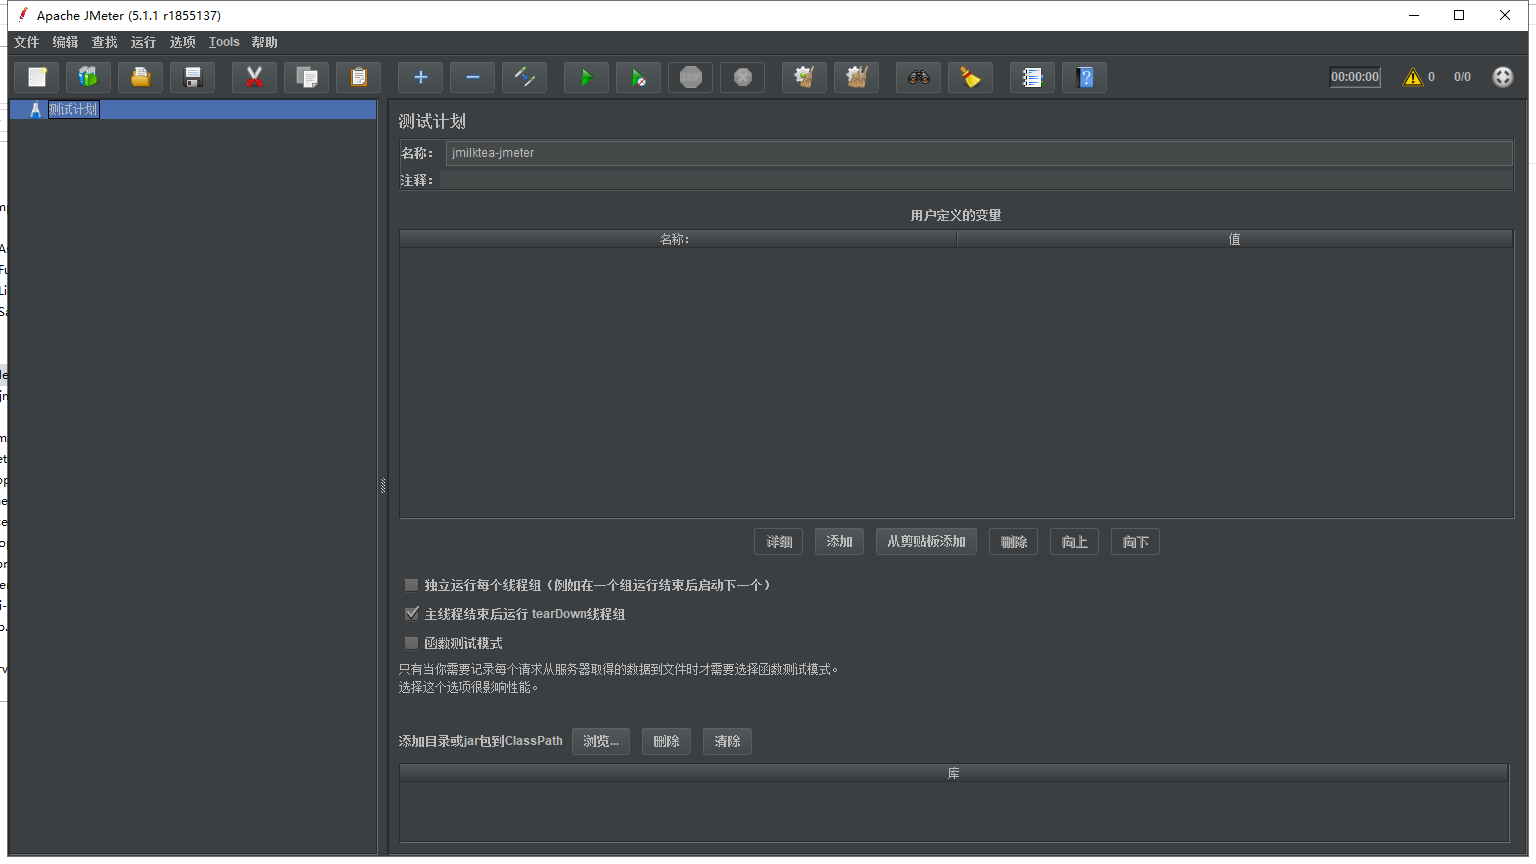 Apache JMeter (5.1.1 r1855137)
文件 编辑 查找 运行 选项 Tools 帮助
STOP
00:00:00 0 0/0
测试计划
测试计划
名称： jmilktea-jmeter
注释：
用户定义的变量
名称: 值
详细 添加 从剪贴板添加 删除 向上 向下
独立运行每个线程组（例如在一个组运行结束后启动下一个）
主线程结束后运行 tearDown线程组
函数测试模式
只有当你需要记录每个请求从服务器取得的数据到文件时才需要选择函数测试模式。
选择这个选项很影响性能。
添加目录或jar包到ClassPath 浏览... 删除 清除
库